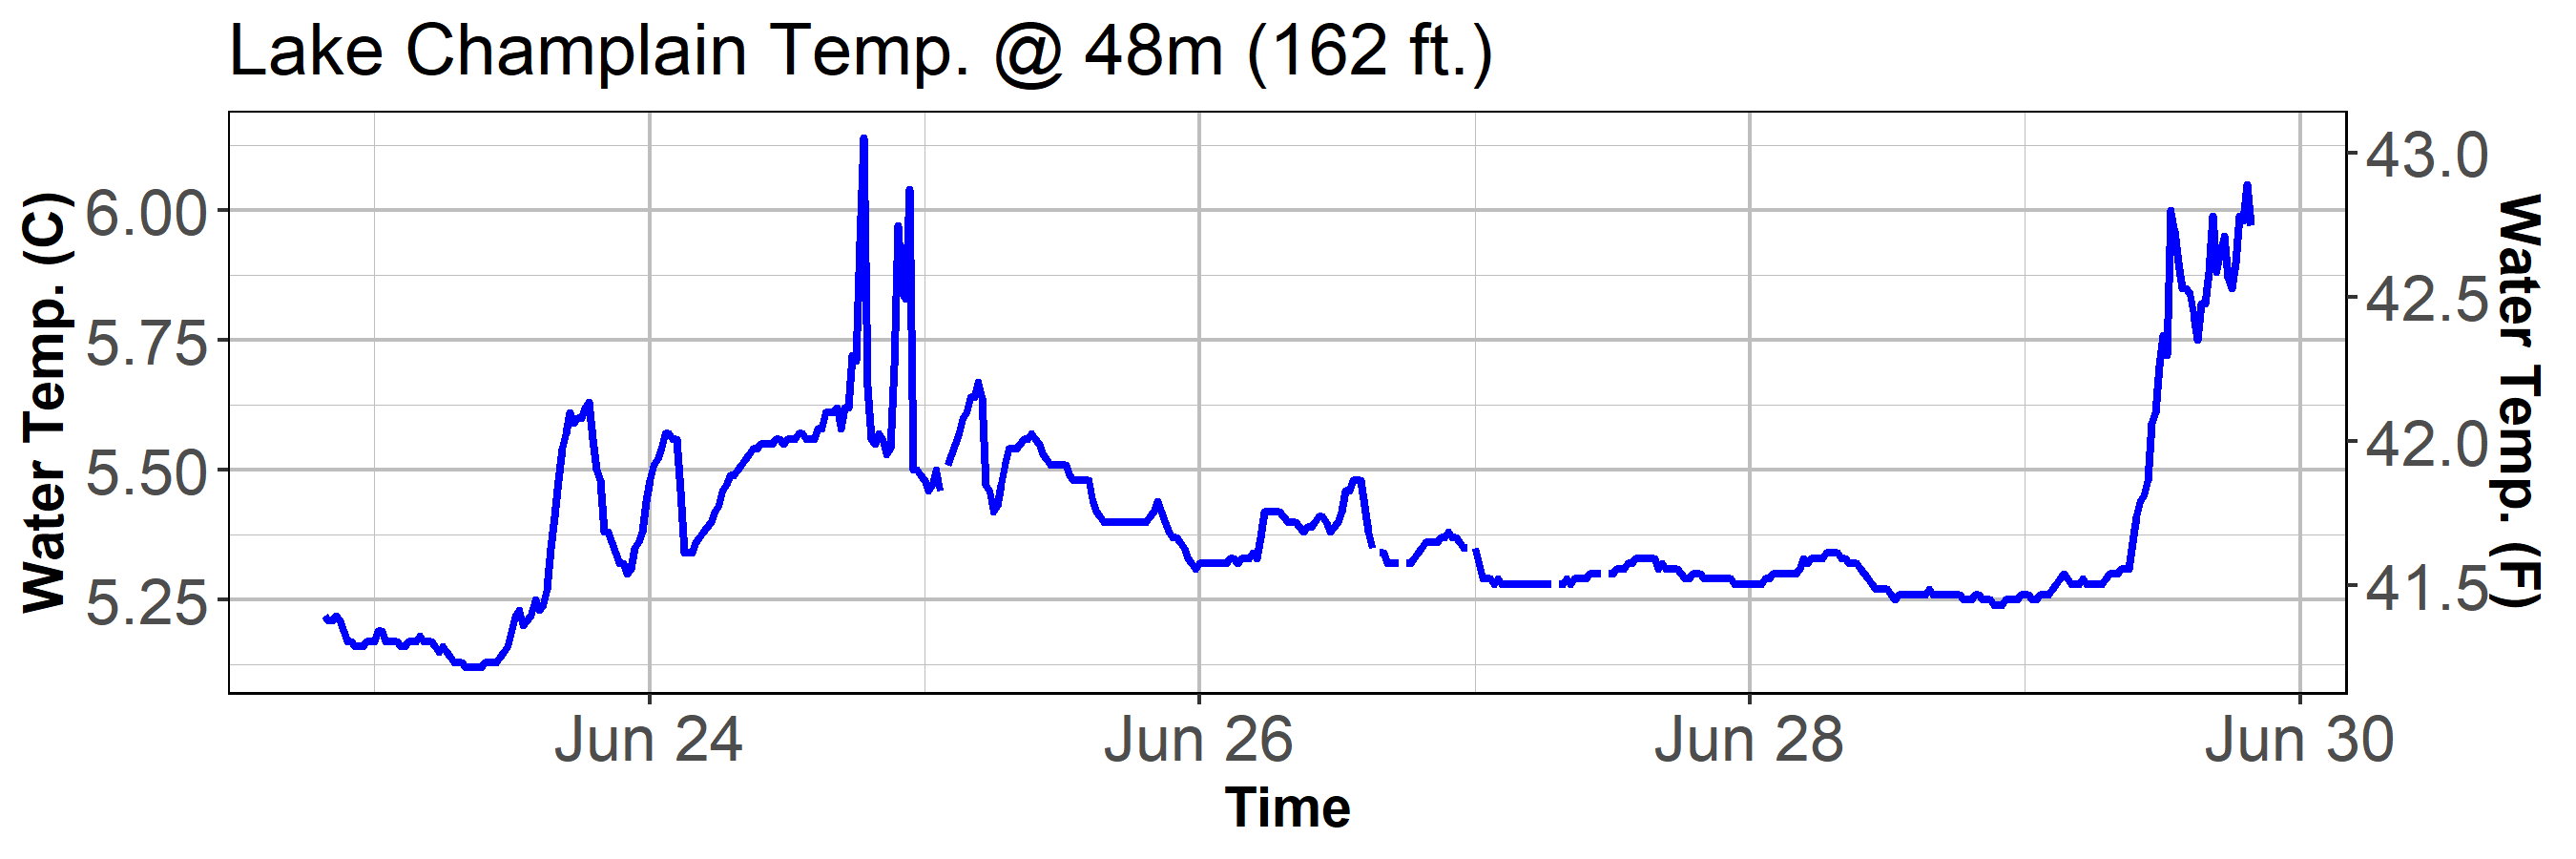 Lake Champlain Temp. @ 48m (162 ft.)
Water Temp. (C)
6.00
5.75
5.50
5.25
43.0
42.5
42.0
41.5
Water Temp. (F)
Jun 24 Jun 26 Jun 28 Jun 30
Time